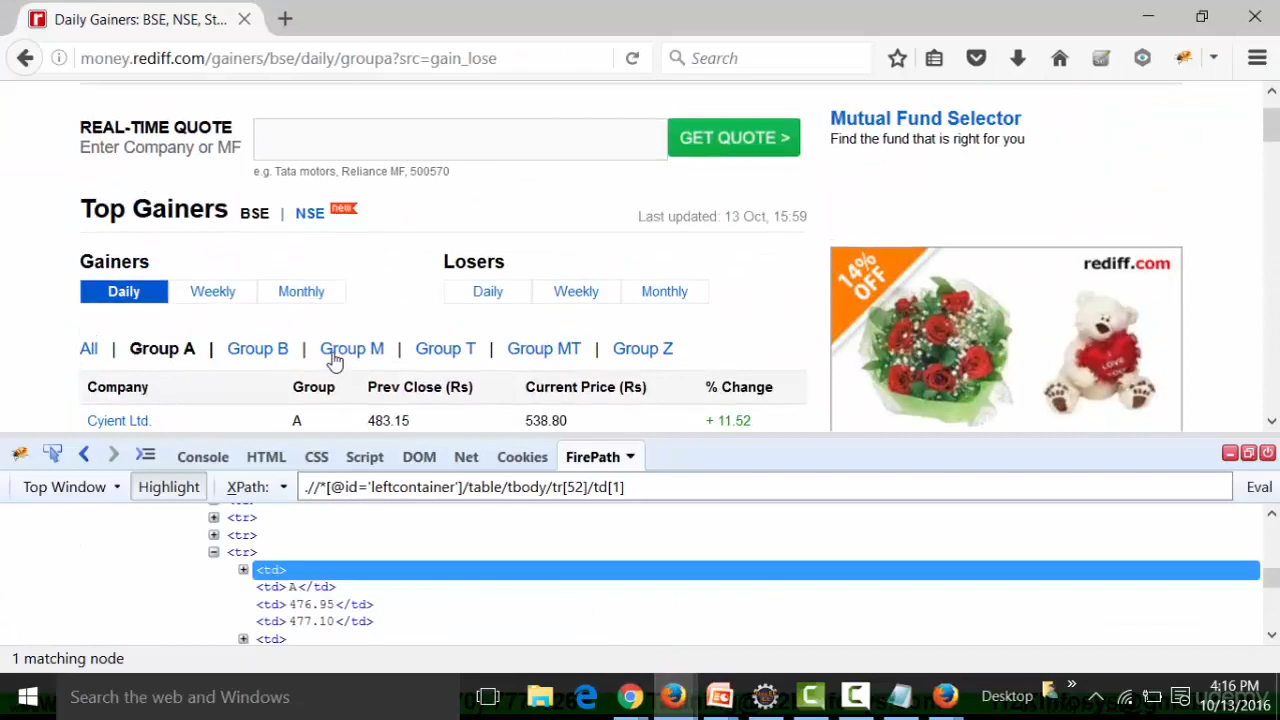 Daily Gainers: BSE, NSE, St...
money.rediff.com/gainers/bse/daily/groupa?src=gain_lose
Search
REAL-TIME QUOTE
Enter Company or MF
GET QUOTE >
e.g. Tata motors, Reliance MF, 500570
Mutual Fund Selector
Find the fund that is right for you
Top Gainers BSE | NSE new
Last updated: 13 Oct, 15:59
Gainers Losers
Daily Weekly Monthly Daily Weekly Monthly
14% OFF
rediff.com
All | Group A | Group B | Group M | Group T | Group MT | Group Z
Company Group Prev Close (Rs) Current Price (Rs) % Change
Cyient Ltd. A 483.15 538.80 + 11.52
Console HTML CSS Script DOM Net Cookies FirePath
Top Window Highlight XPath: .//*[@id='leftcontainer']/table/tbody/tr[52]/td[1] Eval
<tr>
<tr>
<tr>
<td>
<td>A</td>
<td>476.95</td>
<td>477.10</td>
<td>
1 matching node
Search the web and Windows
Desktop
4:16 PM
10/13/2016